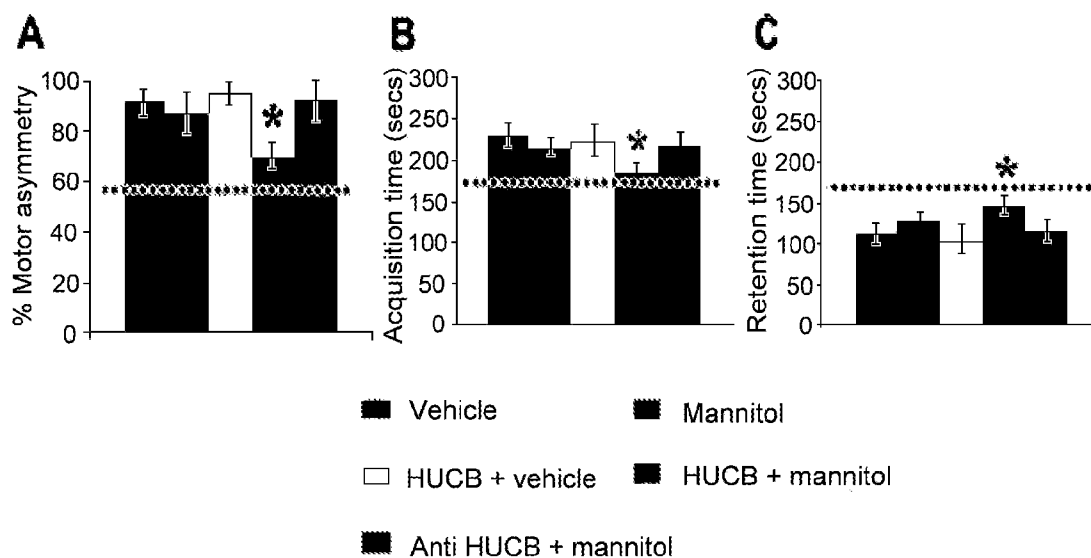 A
B
C
% Motor asymmetry
100
80
60
40
20
0
*
Acquisition time (secs)
300
250
200
150
100
50
0
*
Retention time (secs)
300
250
200
150
100
50
0
*
Vehicle
Mannitol
HUCB + vehicle
HUCB + mannitol
Anti HUCB + mannitol